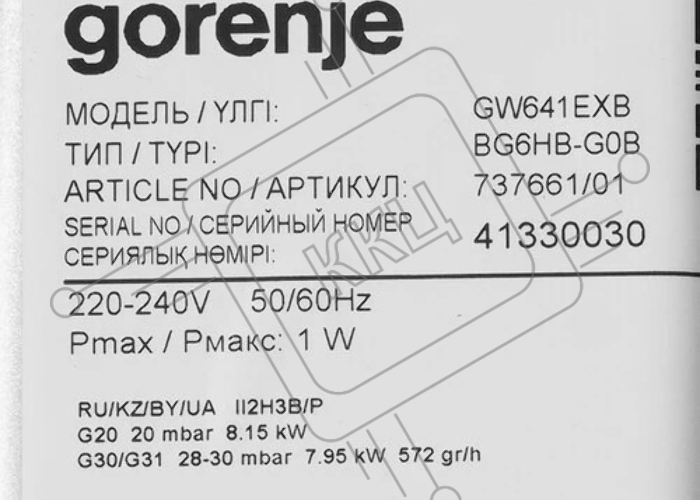 gorenje
МОДЕЛЬ / ҮЛГІ: GW641EXB
ТИП / TYPI: BG6HB-G0B
ARTICLE NO / АРТИКУЛ: 737661/01
SERIAL NO / СЕРИЙНЫЙ НОМЕР
СЕРИЯЛЫҚ НӨМІРІ: 41330030
220-240V 50/60Hz
Pmax / Рмакс: 1 W
RU/KZ/BY/UA II2H3B/P
G20 20 mbar 8.15 kW
G30/G31 28-30 mbar 7.95 kW 572 gr/h
ККЦ